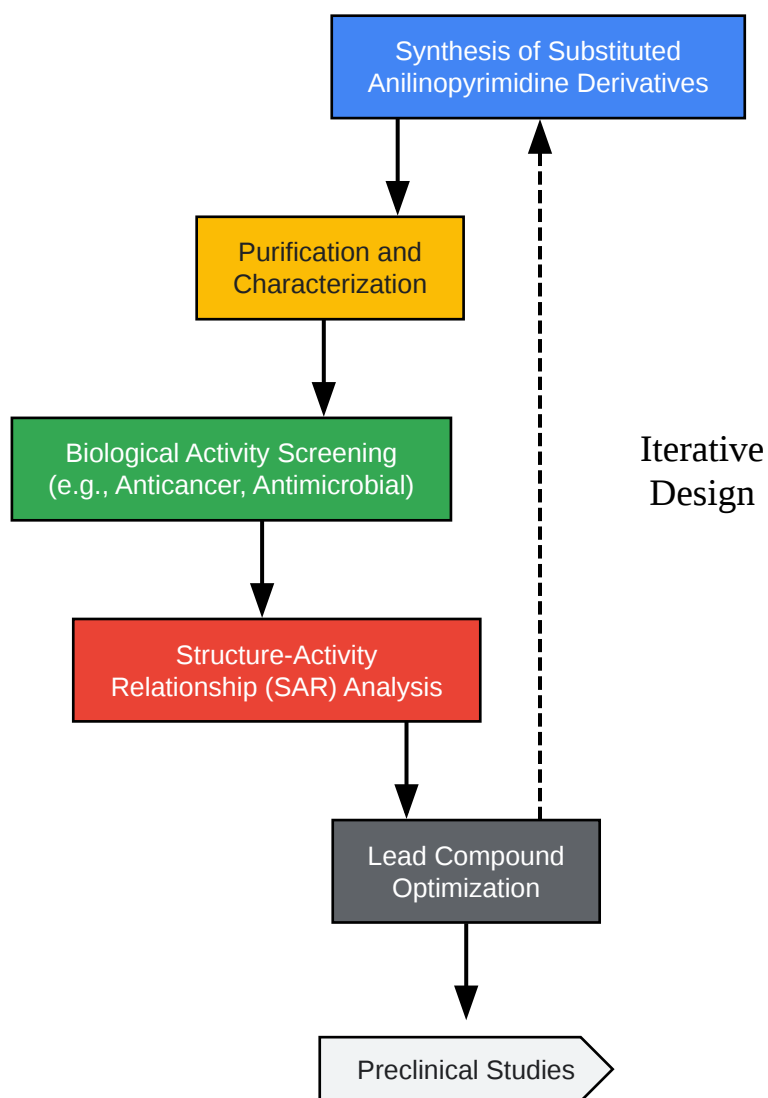 Synthesis of Substituted
Anilinopyrimidine Derivatives
Purification and
Characterization
Biological Activity Screening
(e.g., Anticancer, Antimicrobial)
Iterative
Design
Structure-Activity
Relationship (SAR) Analysis
Lead Compound
Optimization
Preclinical Studies